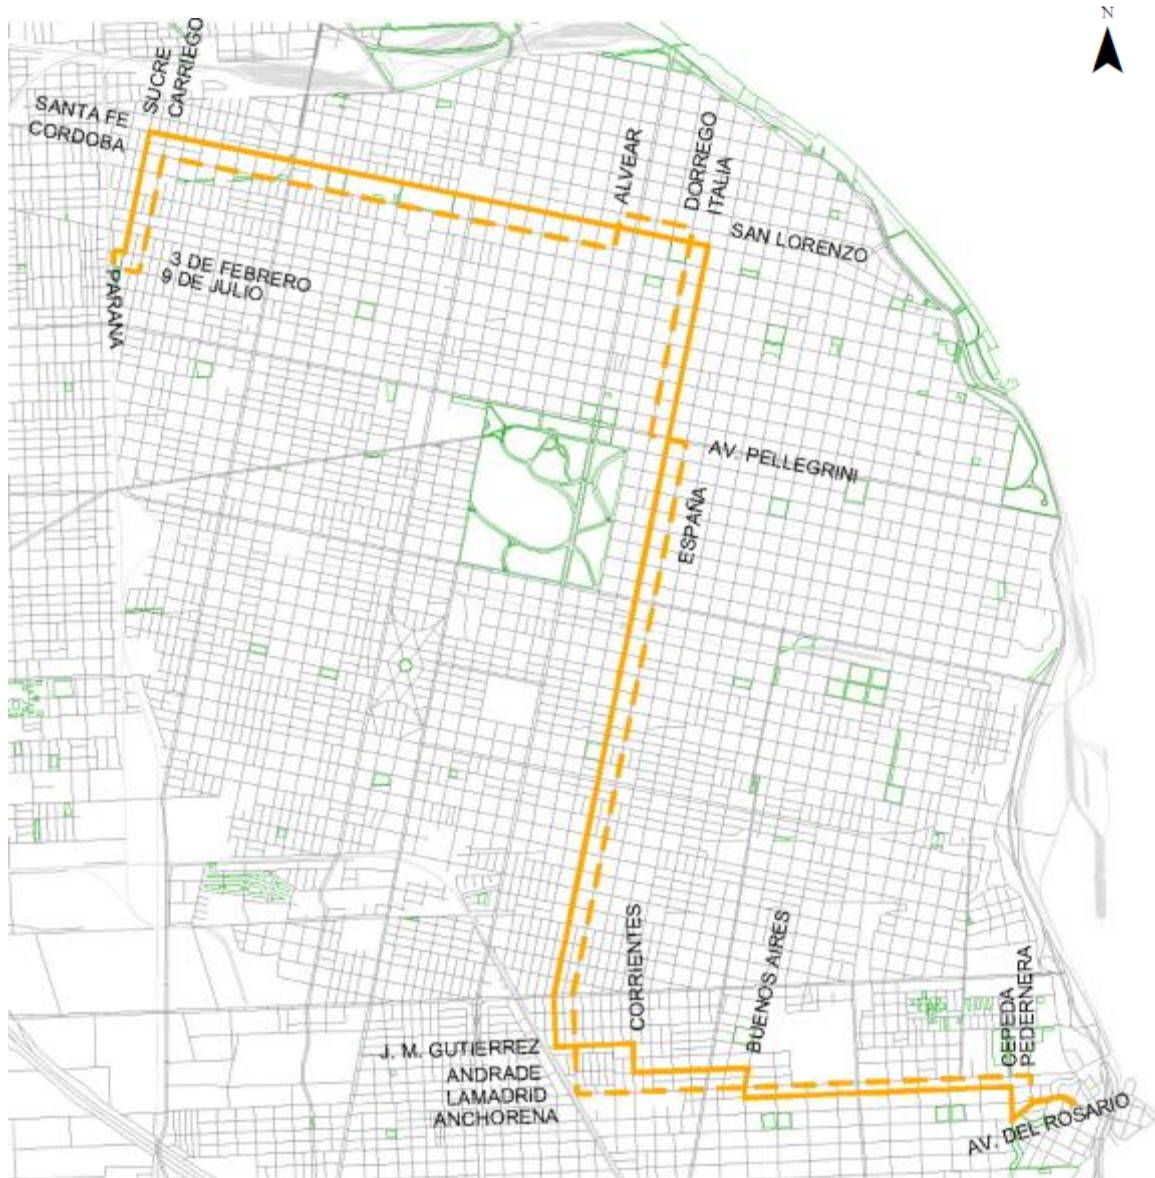 N
SUCRE
CARRIEGO
SANTA FE
CORDOBA
ALVEAR
DORREGO
ITALIA
SAN LORENZO
3 DE FEBRERO
9 DE JULIO
PARANA
AV. PELLEGRINI
ESPAÑA
CORRIENTES
BUENOS AIRES
CEPEDA
PEDERNERA
J. M. GUTIERREZ
ANDRADE
LAMADRID
ANCHORENA
AV. DEL ROSARIO